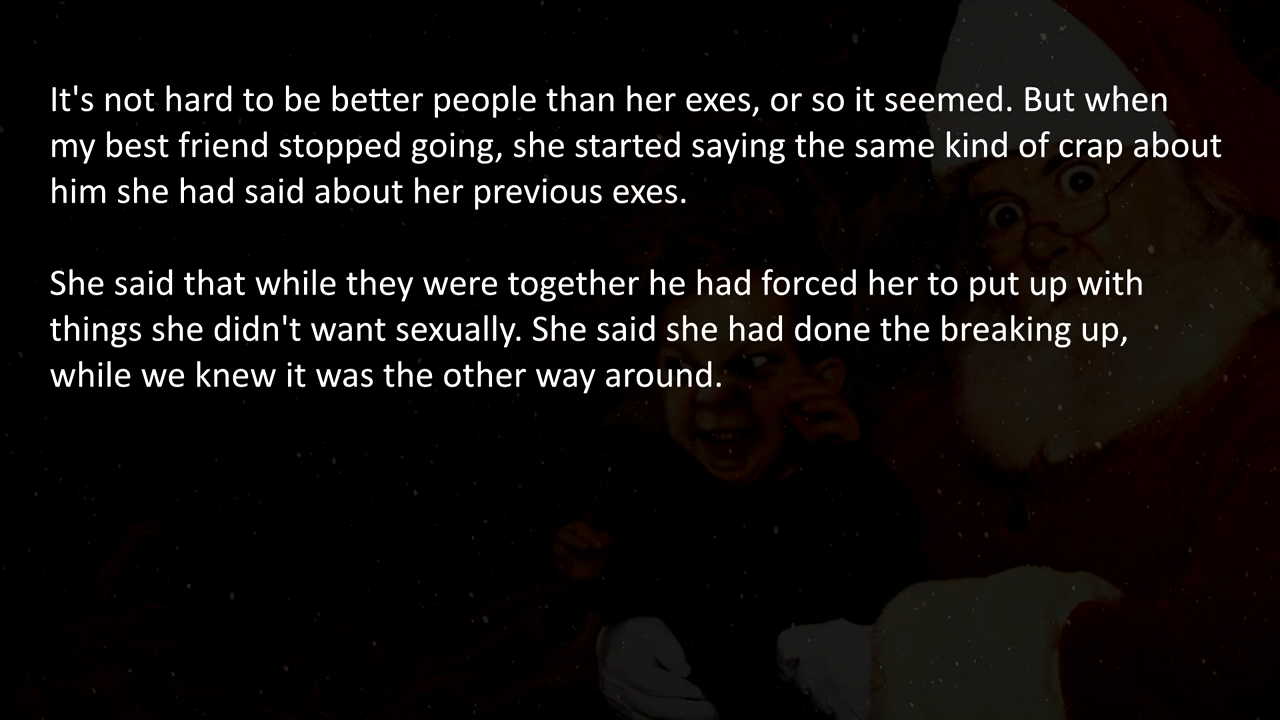 It's not hard to be better people than her exes, or so it seemed. But when
my best friend stopped going, she started saying the same kind of crap about
him she had said about her previous exes.
She said that while they were together he had forced her to put up with
things she didn't want sexually. She said she had done the breaking up,
while we knew it was the other way around.